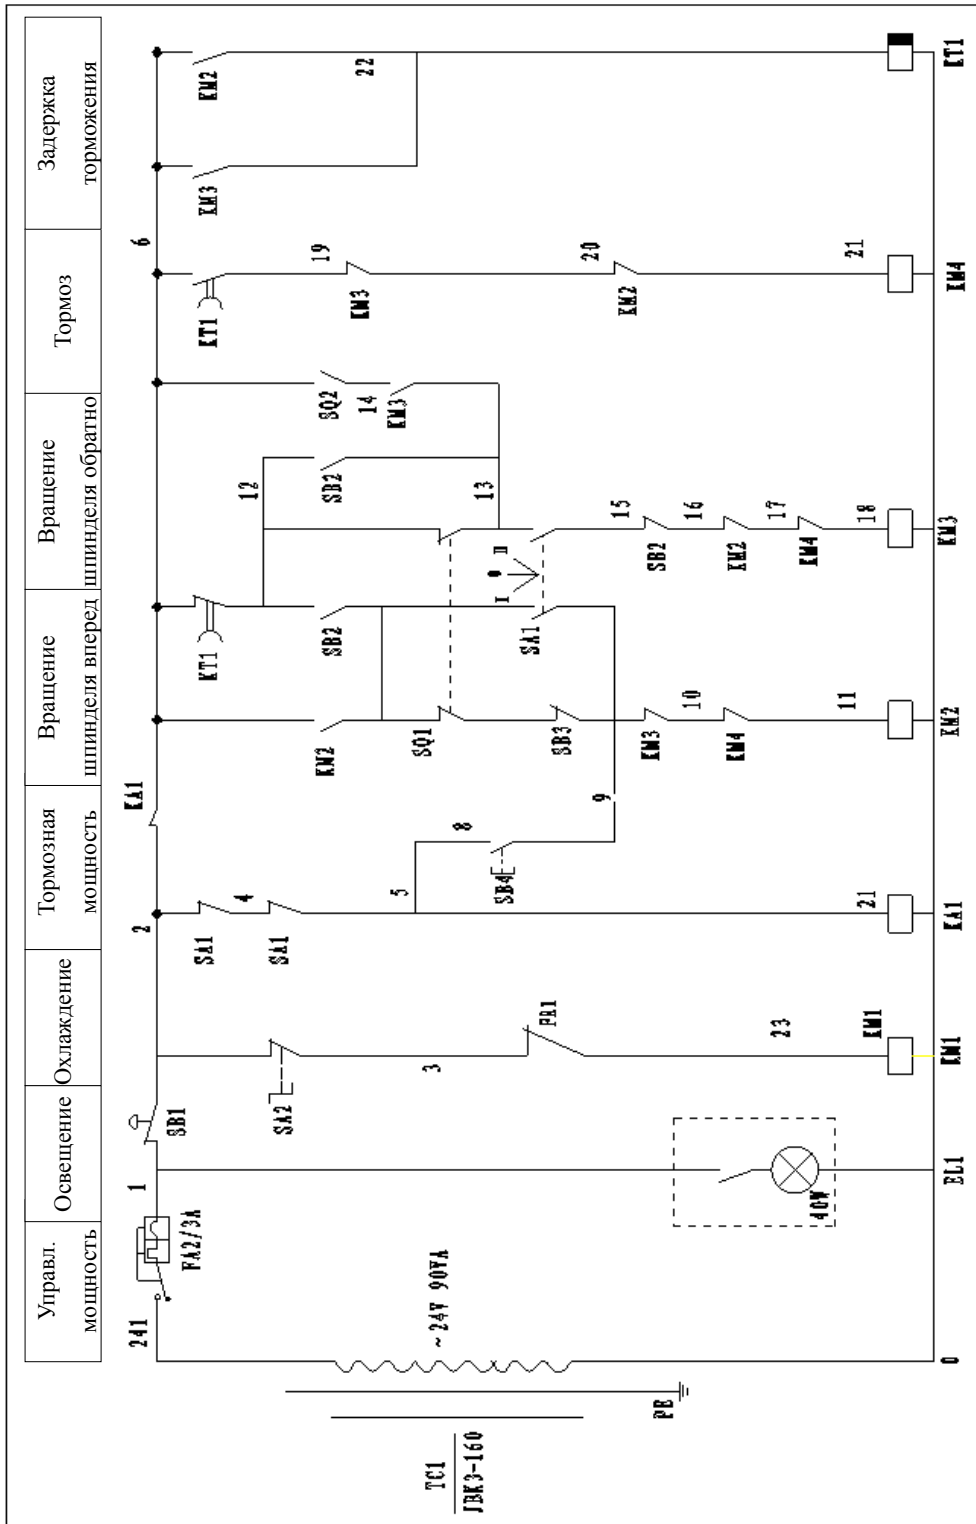 Управл.
мощность
Освещение
Охлаждение
Тормозная
мощность
Вращение
шпинделя вперед
Вращение
шпинделя обратно
Тормоз
Задержка
торможения
241
FA2/3A
1
SB1
2
KA1
6
TC1
JBK3-160
~24V 90VA
PE
0
40W
EL1
SA2
3
FR1
23
KM1
KM1
SA1
4
SA1
5
21
KA1
8
SB4
9
KM2
SQ1
SB3
KM3
10
KM4
11
KM2
KT1
SB2
SA1
I
0
II
12
SB2
13
SQ2
14
KM3
15
SB2
16
KM2
17
KM4
18
KM3
KT1
19
KM3
20
KM2
21
KM4
KM3
KM2
22
KT1